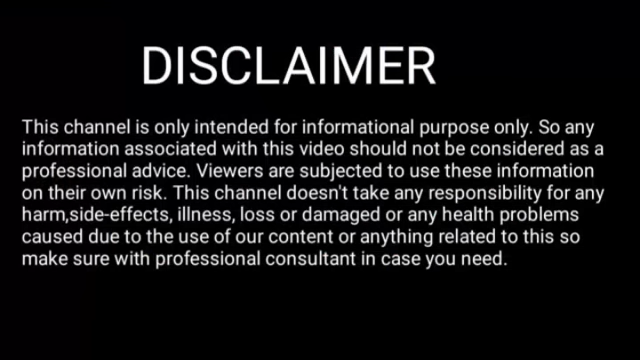 DISCLAIMER
This channel is only intended for informational purpose only. So any
information associated with this video should not be considered as a
professional advice. Viewers are subjected to use these information
on their own risk. This channel doesn't take any responsibility for any
harm,side-effects, illness, loss or damaged or any health problems
caused due to the use of our content or anything related to this so
make sure with professional consultant in case you need.